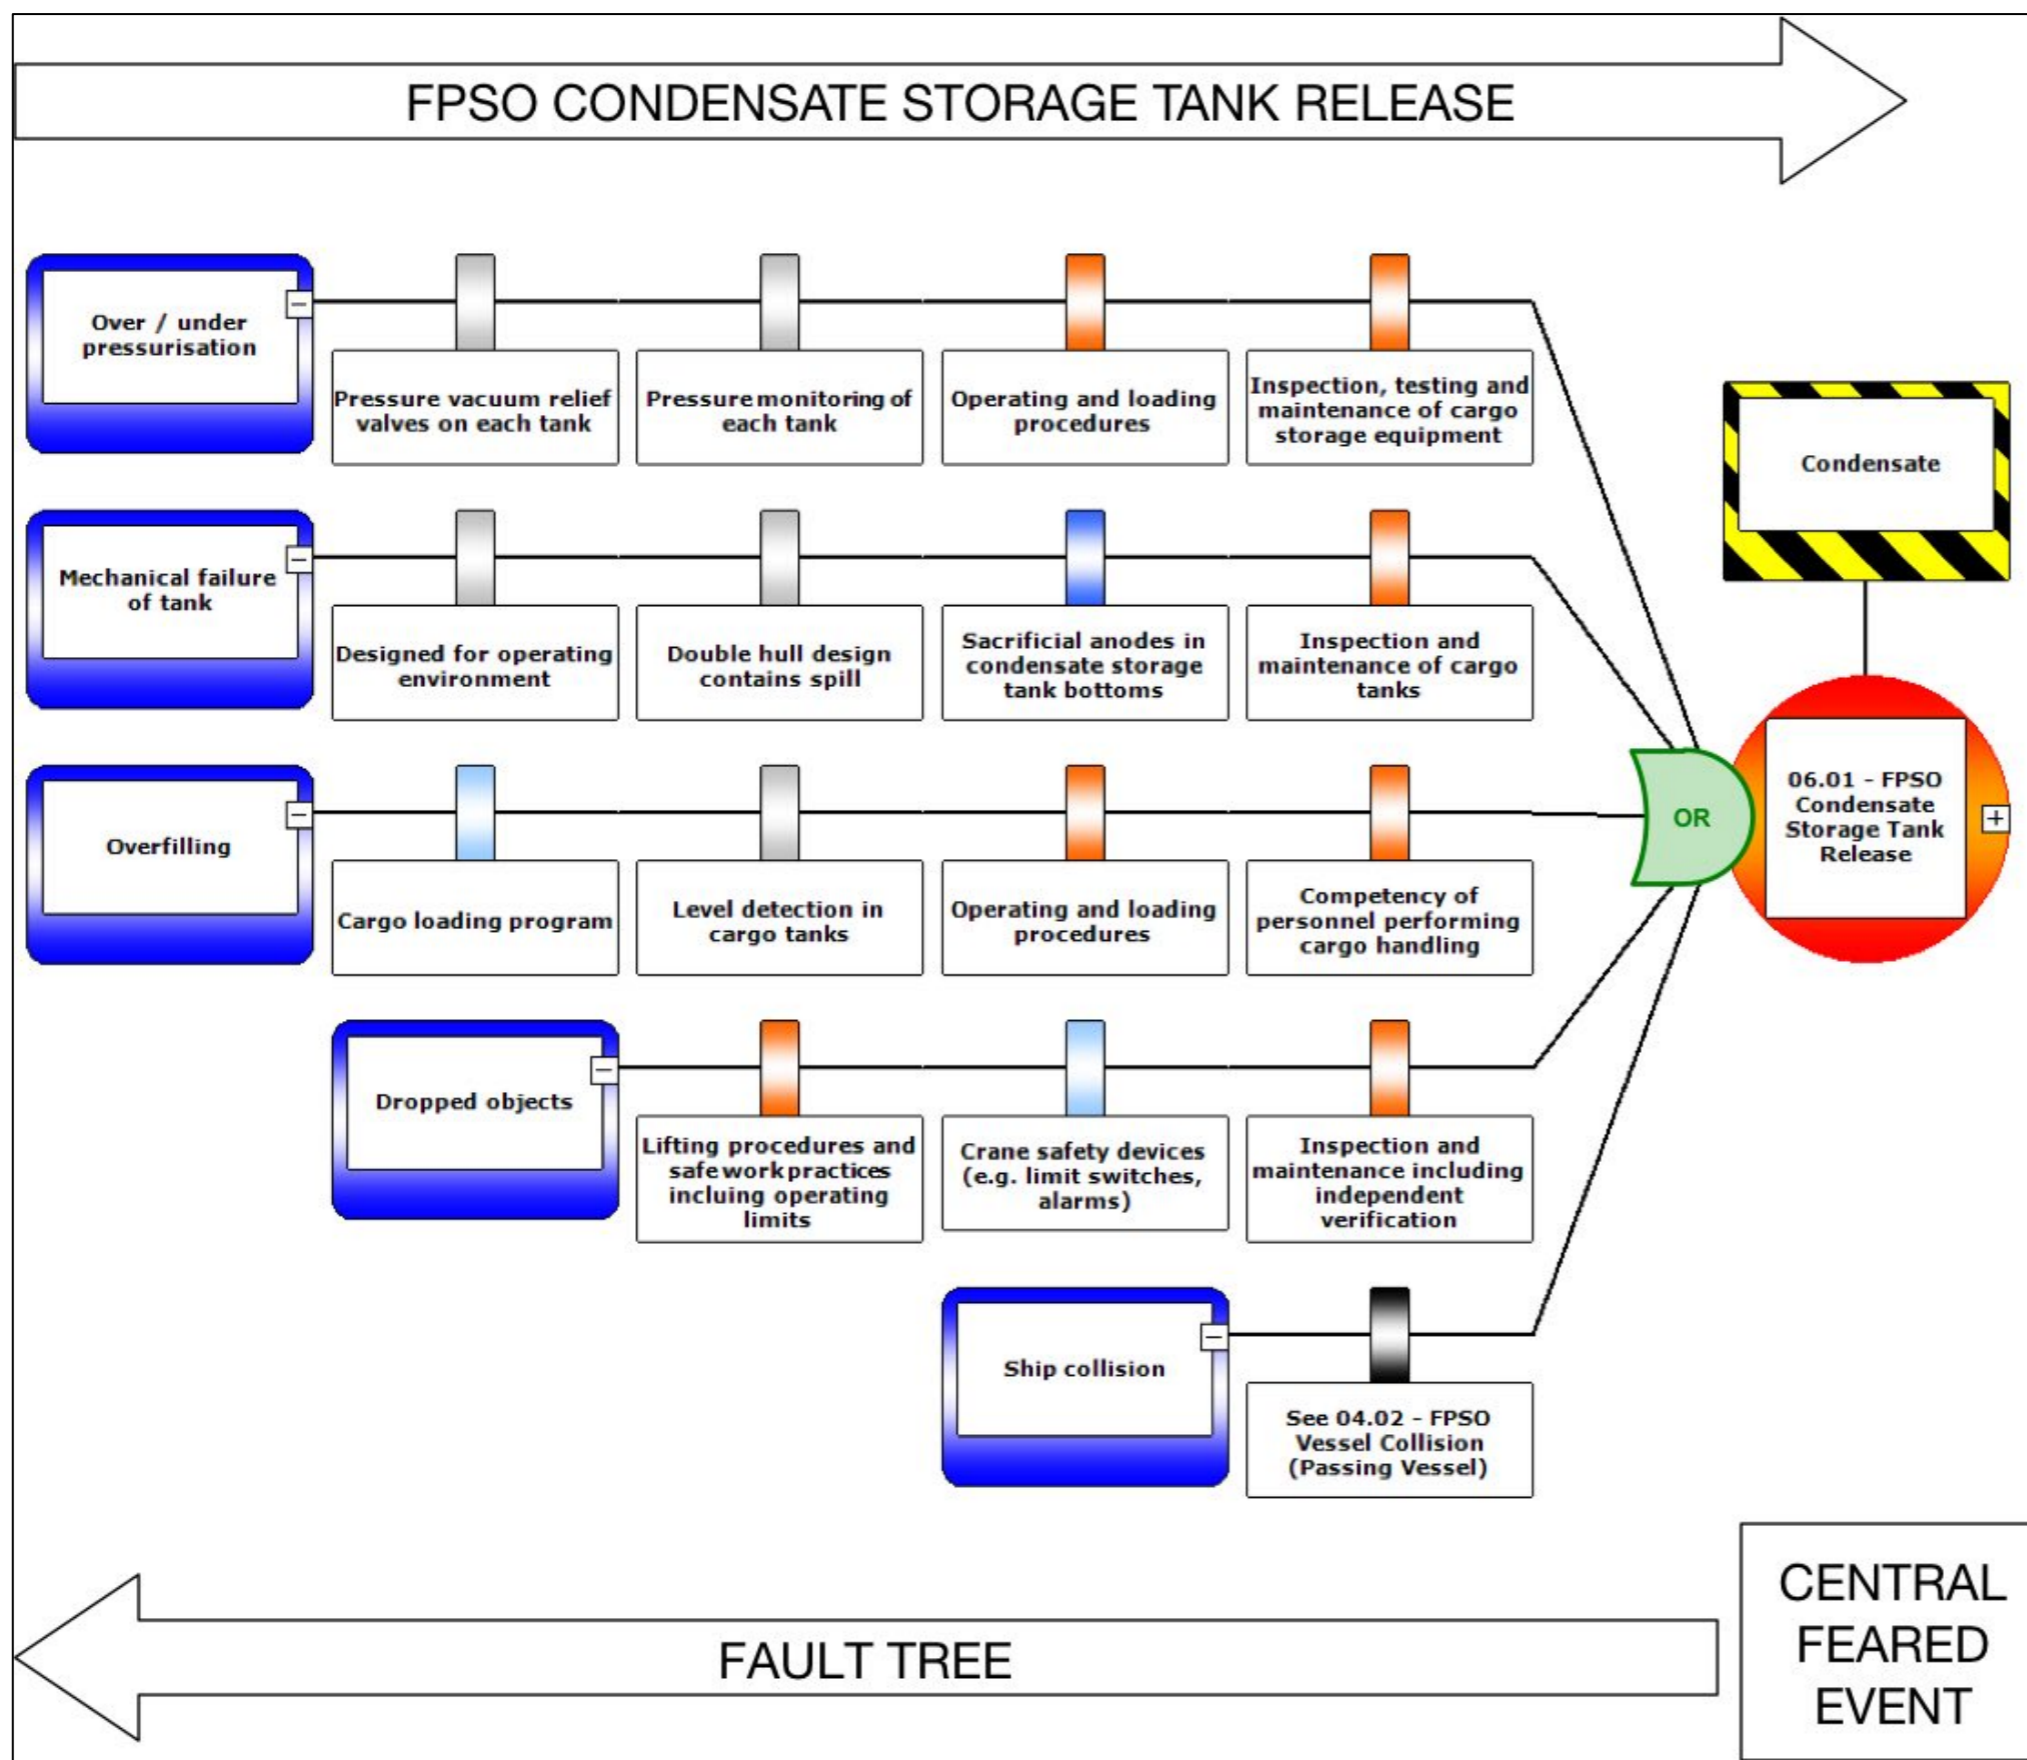 FPSO CONDENSATE STORAGE TANK RELEASE
Over / under
pressurisation
Pressure vacuum relief
valves on each tank
Pressure monitoring of
each tank
Operating and loading
procedures
Inspection, testing and
maintenance of cargo
storage equipment
Condensate
Mechanical failure
of tank
Designed for operating
environment
Double hull design
contains spill
Sacrificial anodes in
condensate storage
tank bottoms
Inspection and
maintenance of cargo
tanks
Overfilling
Cargo loading program
Level detection in
cargo tanks
Operating and loading
procedures
Competency of
personnel performing
cargo handling
OR
06.01 - FPSO
Condensate
Storage Tank
Release
Dropped objects
Lifting procedures and
safe work practices
incluing operating
limits
Crane safety devices
(e.g. limit switches,
alarms)
Inspection and
maintenance including
independent
verification
Ship collision
See 04.02 - FPSO
Vessel Collision
(Passing Vessel)
FAULT TREE
CENTRAL
FEARED
EVENT